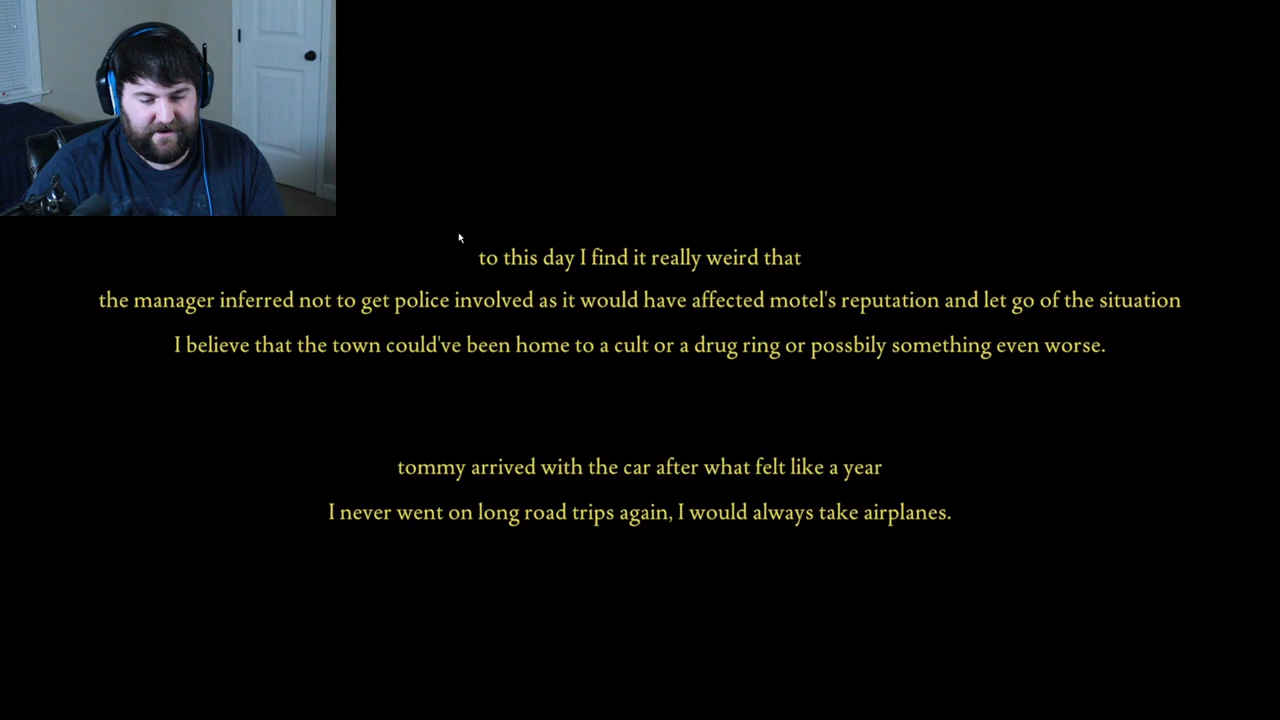 to this day I find it really weird that
the manager inferred not to get police involved as it would have affected motel's reputation and let go of the situation
I believe that the town could've been home to a cult or a drug ring or possbily something even worse.
tommy arrived with the car after what felt like a year
I never went on long road trips again, I would always take airplanes.